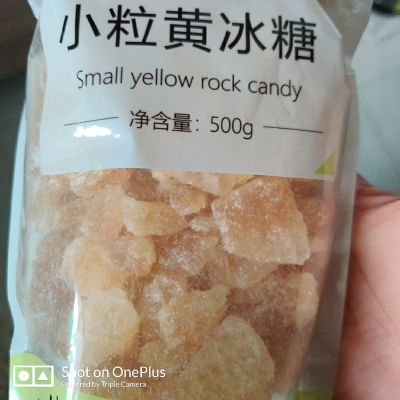 小粒黄冰糖
Small yellow rock candy
净含量：500g
Shot on OnePlus
Powered by Triple Camera